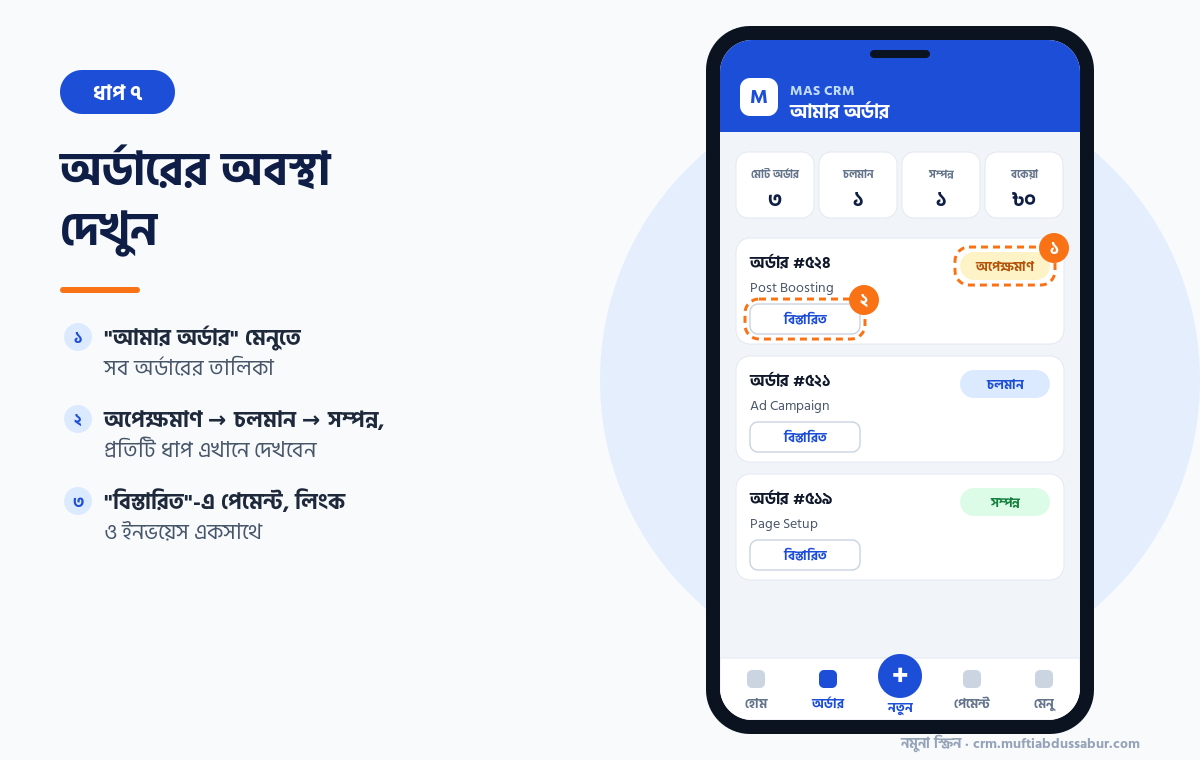 ধাপ ৭
অর্ডারের অবস্থা
দেখুন
১
"আমার অর্ডার" মেনুতে
সব অর্ডারের তালিকা
২
অপেক্ষমাণ → চলমান → সম্পন্ন,
প্রতিটি ধাপ এখানে দেখবেন
৩
"বিস্তারিত"-এ পেমেন্ট, লিংক
ও ইনভয়েস একসাথে
M
MAS CRM
আমার অর্ডার
মোট অর্ডার
৩
চলমান
১
সম্পন্ন
১
বকেয়া
৳০
অর্ডার #৫২৪
Post Boosting
অপেক্ষমাণ
১
বিস্তারিত
২
অর্ডার #৫২১
Ad Campaign
চলমান
বিস্তারিত
অর্ডার #৫১৯
Page Setup
সম্পন্ন
বিস্তারিত
হোম
অর্ডার
+
নতুন
পেমেন্ট
মেনু
নমুনা স্ক্রিন · crm.muftiabdussabur.com